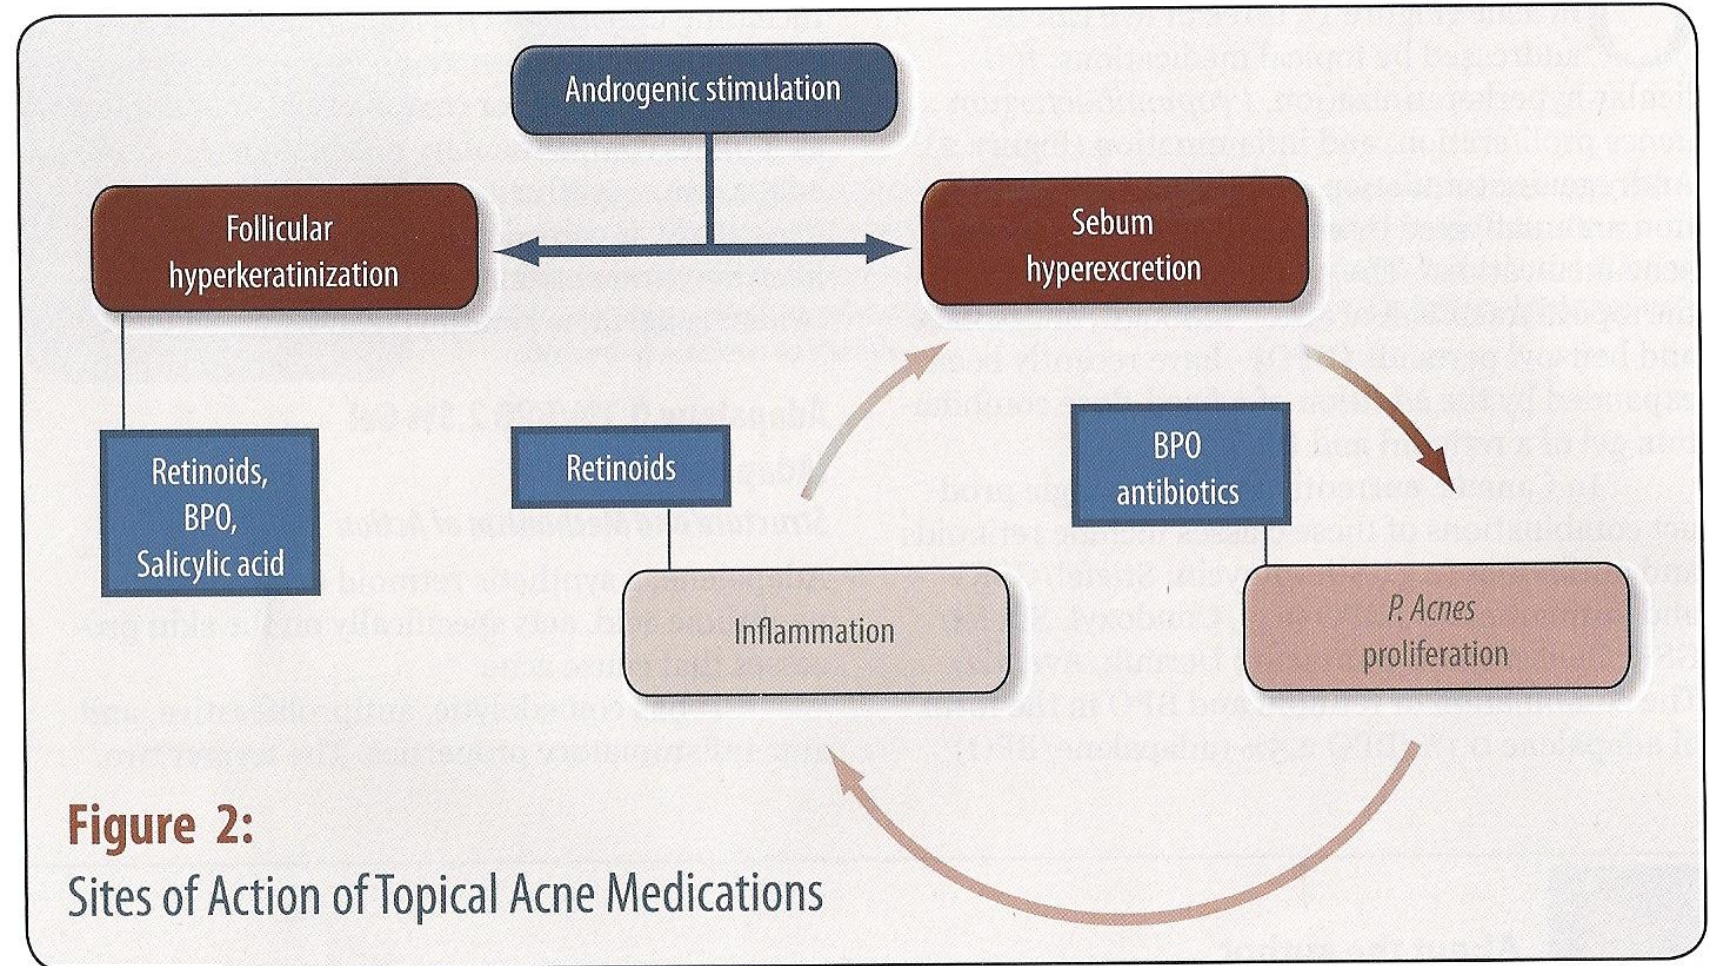 Androgenic stimulation
Follicular
hyperkeratinization
Sebum
hyperexcretion
Retinoids,
BPO,
Salicylic acid
Retinoids
BPO
antibiotics
Inflammation
P. Acnes
proliferation
Figure 2:
Sites of Action of Topical Acne Medications